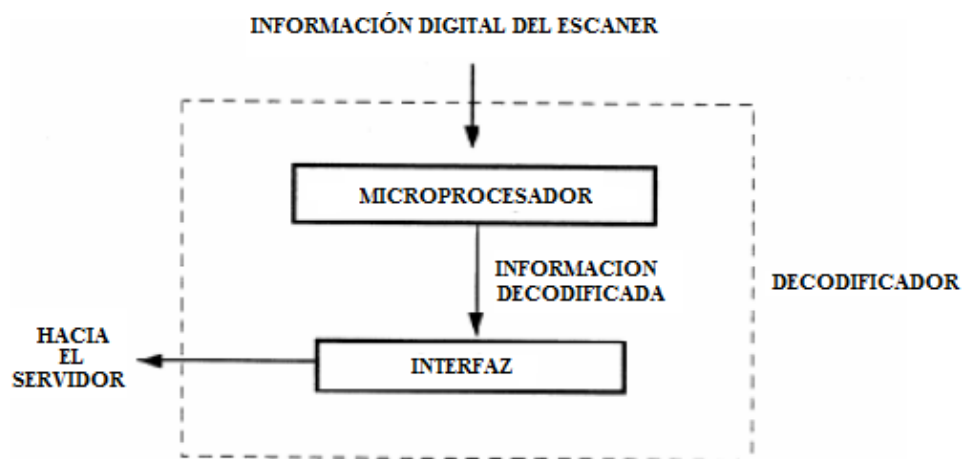 INFORMACIÓN DIGITAL DEL ESCANER
MICROPROCESADOR
INFORMACION
DECODIFICADA
DECODIFICADOR
HACIA
EL
SERVIDOR
INTERFAZ